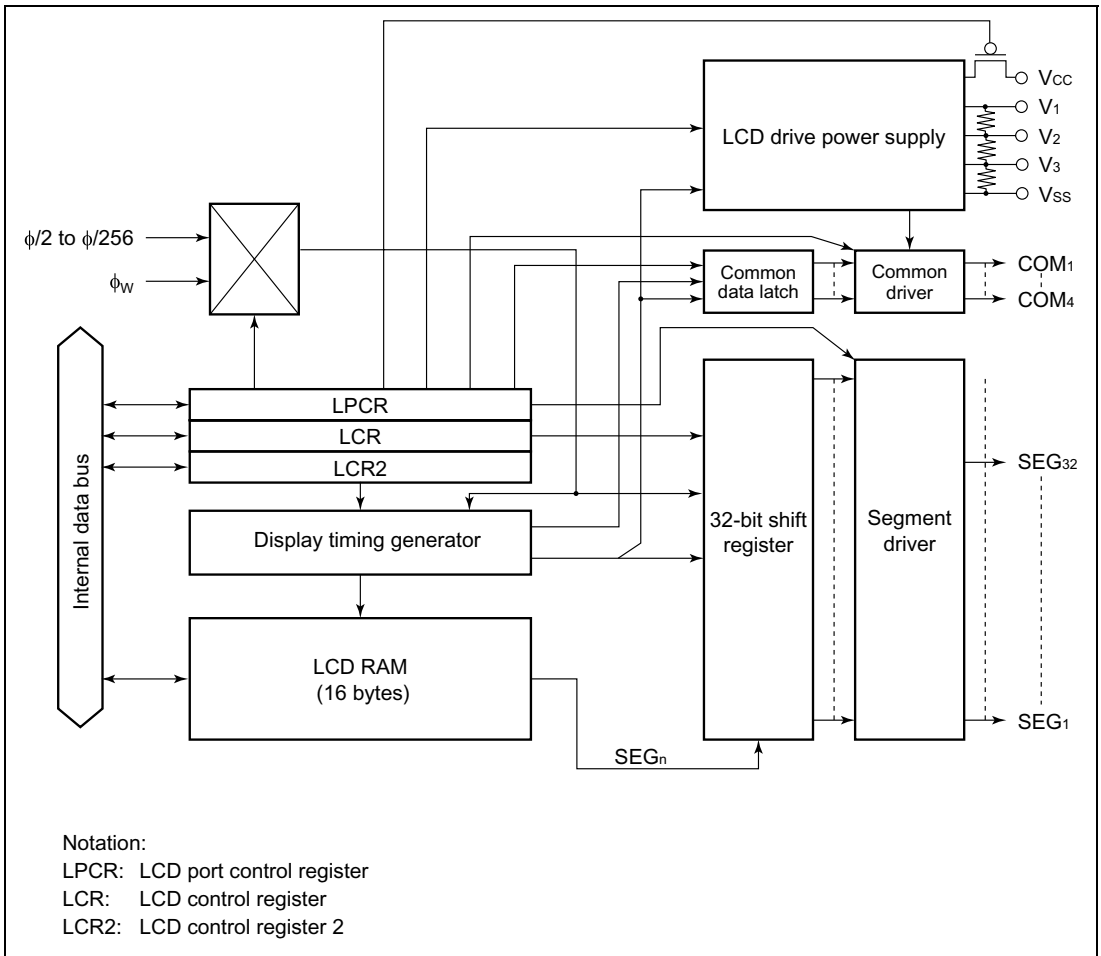 VCC
V1
LCD drive power supply
V2
V3
VSS
ϕ/2 to ϕ/256
ϕW
Common
data latch
Common
driver
COM1
COM4
Internal data bus
LPCR
LCR
LCR2
Display timing generator
LCD RAM
(16 bytes)
SEGn
32-bit shift
register
Segment
driver
SEG32
SEG1
Notation:
LPCR: LCD port control register
LCR: LCD control register
LCR2: LCD control register 2